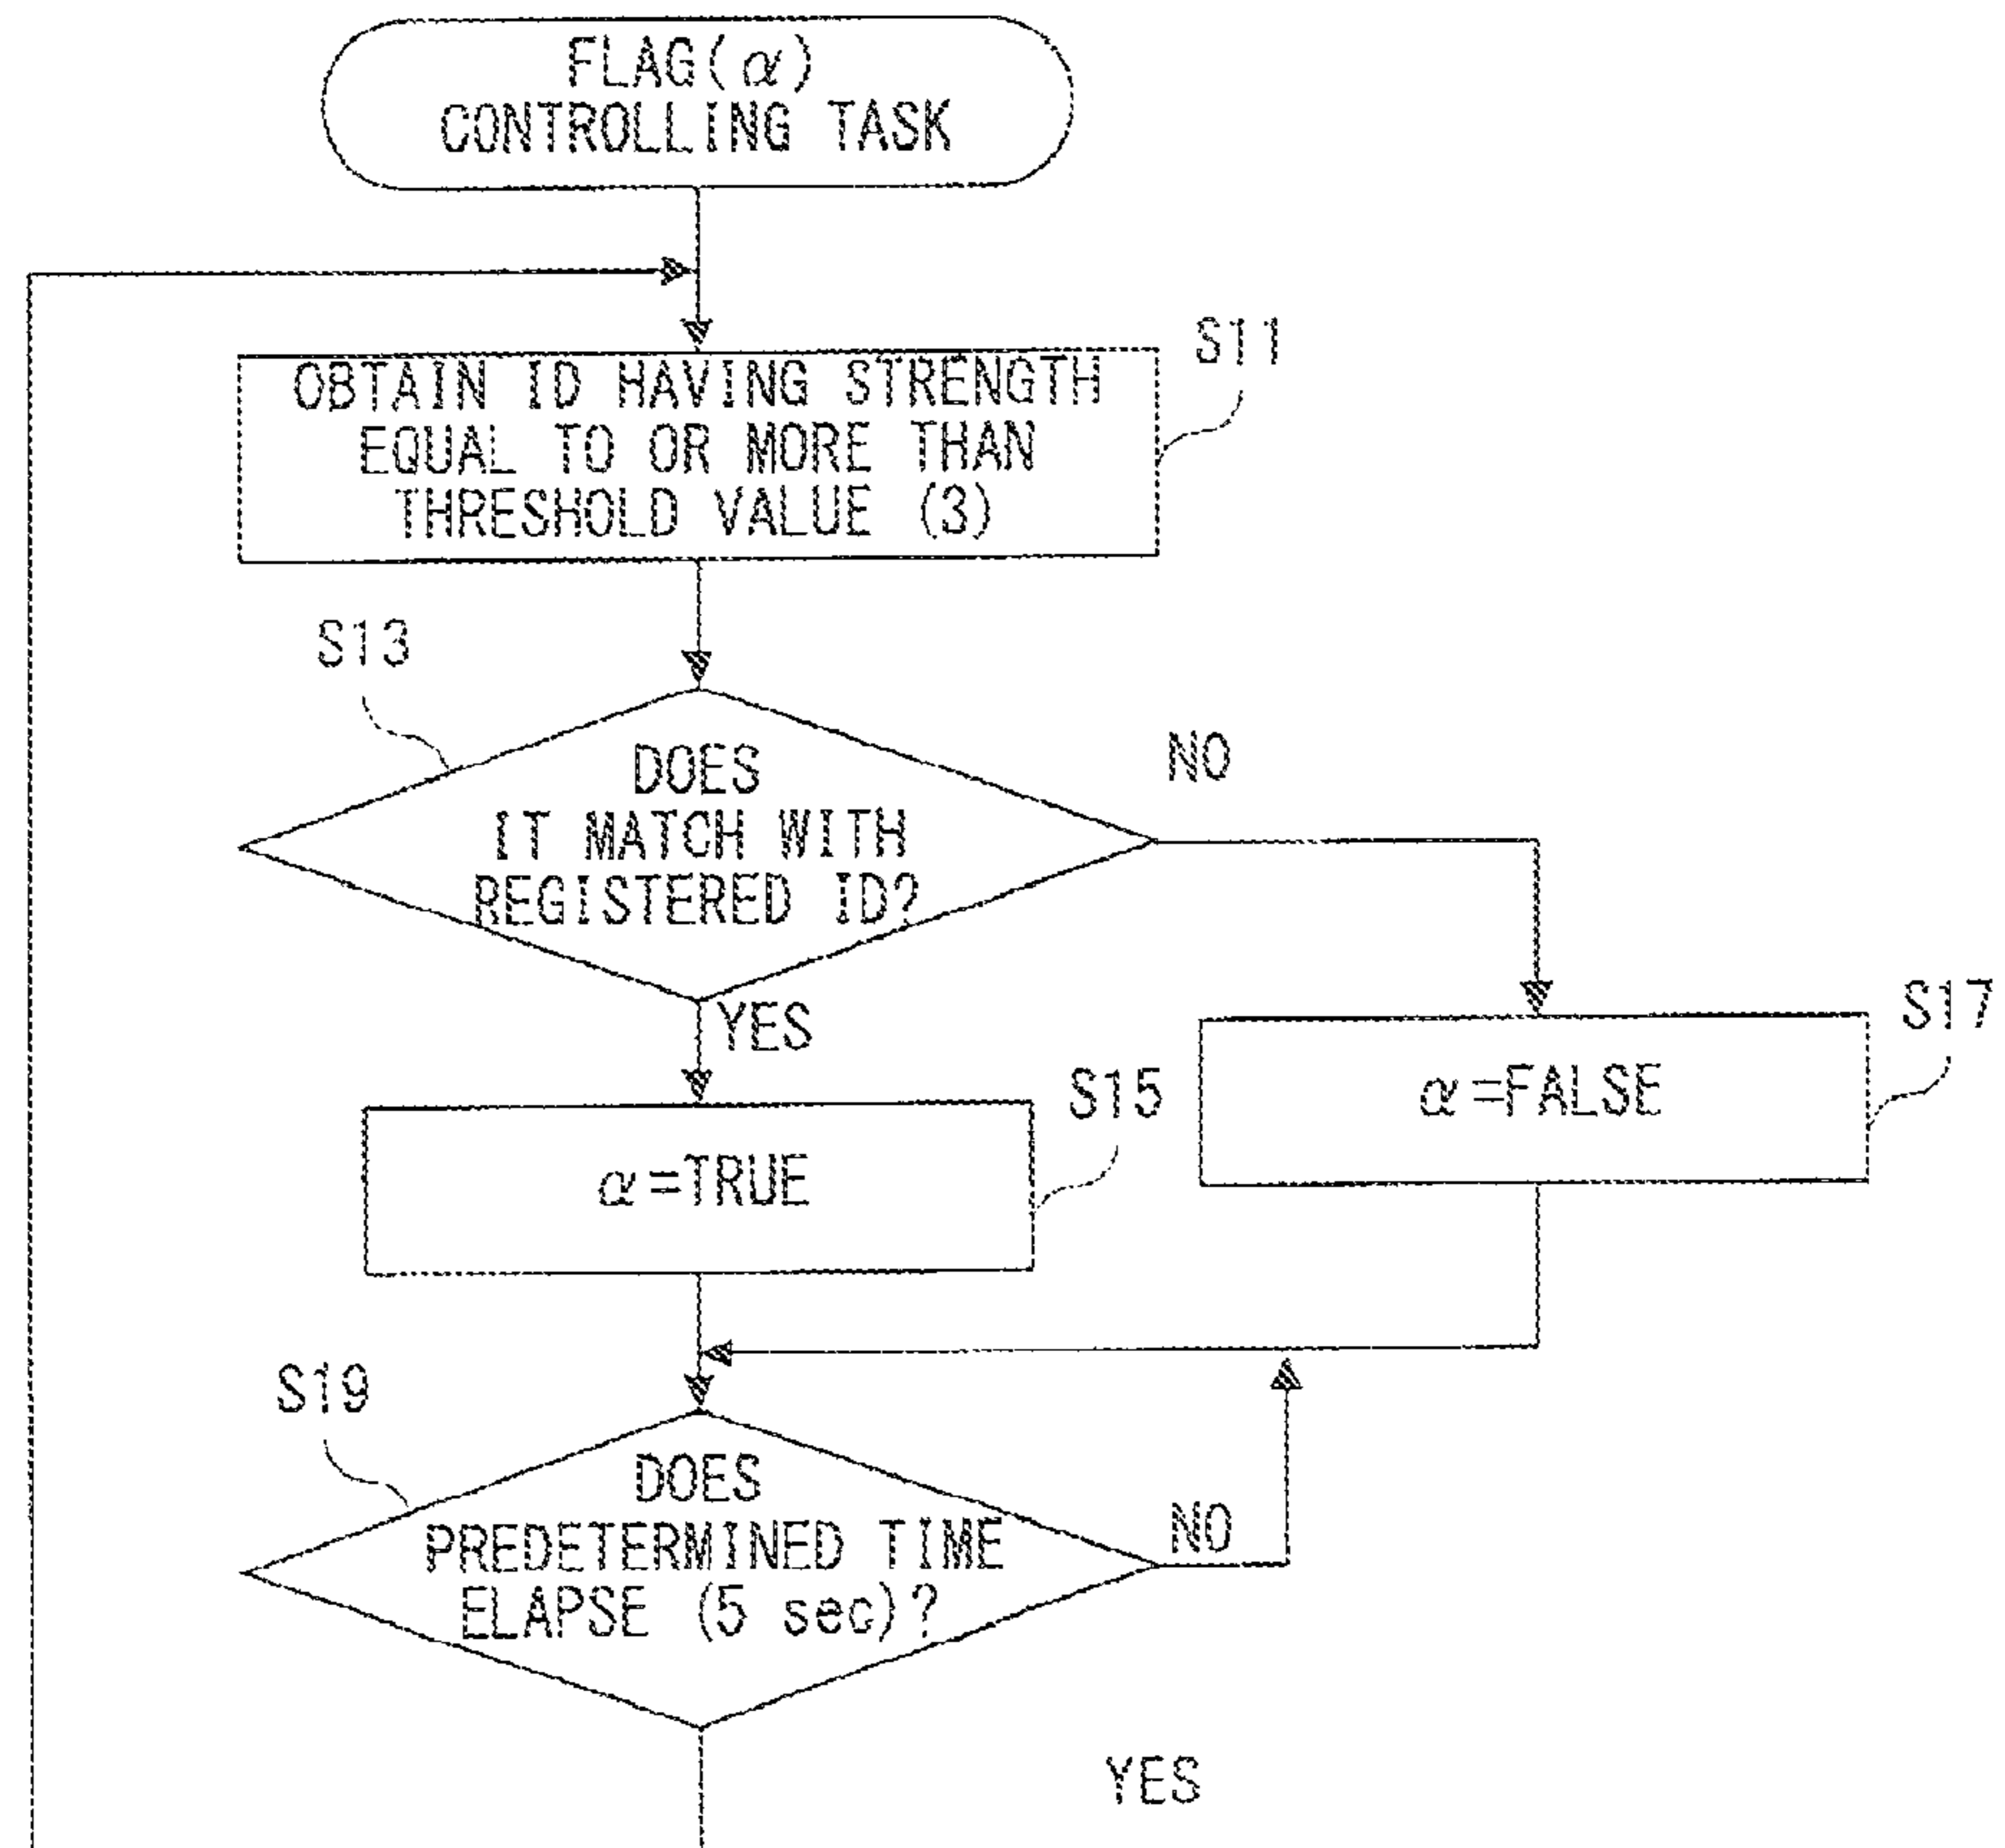 FLAG(α)
CONTROLLING TASK
S11
OBTAIN ID HAVING STRENGTH
EQUAL TO OR MORE THAN
THRESHOLD VALUE (3)
S13
DOES
IT MATCH WITH
REGISTERED ID?
NO
YES
S15
α=TRUE
S17
α=FALSE
S19
DOES
PREDETERMINED TIME
ELAPSE (5 sec)?
NO
YES